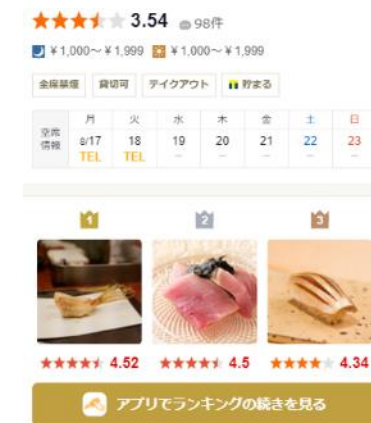 3.54 98件
¥1,000～¥1,999 ¥1,000～¥1,999
全席禁煙 貸切可 テイクアウト 貯まる
月 火 水 木 金 土 日
空席情報 8/17 18 19 20 21 22 23
TEL TEL － － － － －
1 2 3
4.52 4.5 4.34
アプリでランキングの続きを見る